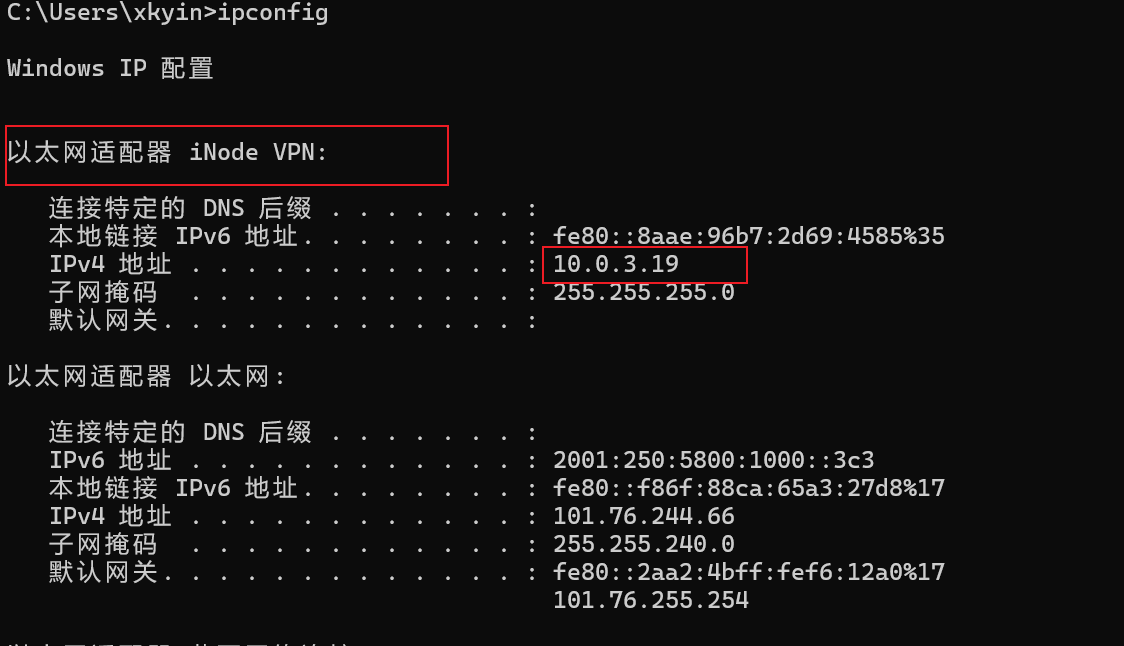 C:\Users\xkyin>ipconfig
Windows IP 配置
以太网适配器 iNode VPN:
连接特定的 DNS 后缀 . . . . . . . :
本地链接 IPv6 地址. . . . . . . . : fe80::8aae:96b7:2d69:4585%35
IPv4 地址 . . . . . . . . . . . . : 10.0.3.19
子网掩码  . . . . . . . . . . . . : 255.255.255.0
默认网关. . . . . . . . . . . . . :
以太网适配器 以太网:
连接特定的 DNS 后缀 . . . . . . . :
IPv6 地址 . . . . . . . . . . . . : 2001:250:5800:1000::3c3
本地链接 IPv6 地址. . . . . . . . : fe80::f86f:88ca:65a3:27d8%17
IPv4 地址 . . . . . . . . . . . . : 101.76.244.66
子网掩码  . . . . . . . . . . . . : 255.255.240.0
默认网关. . . . . . . . . . . . . : fe80::2aa2:4bff:fef6:12a0%17
101.76.255.254